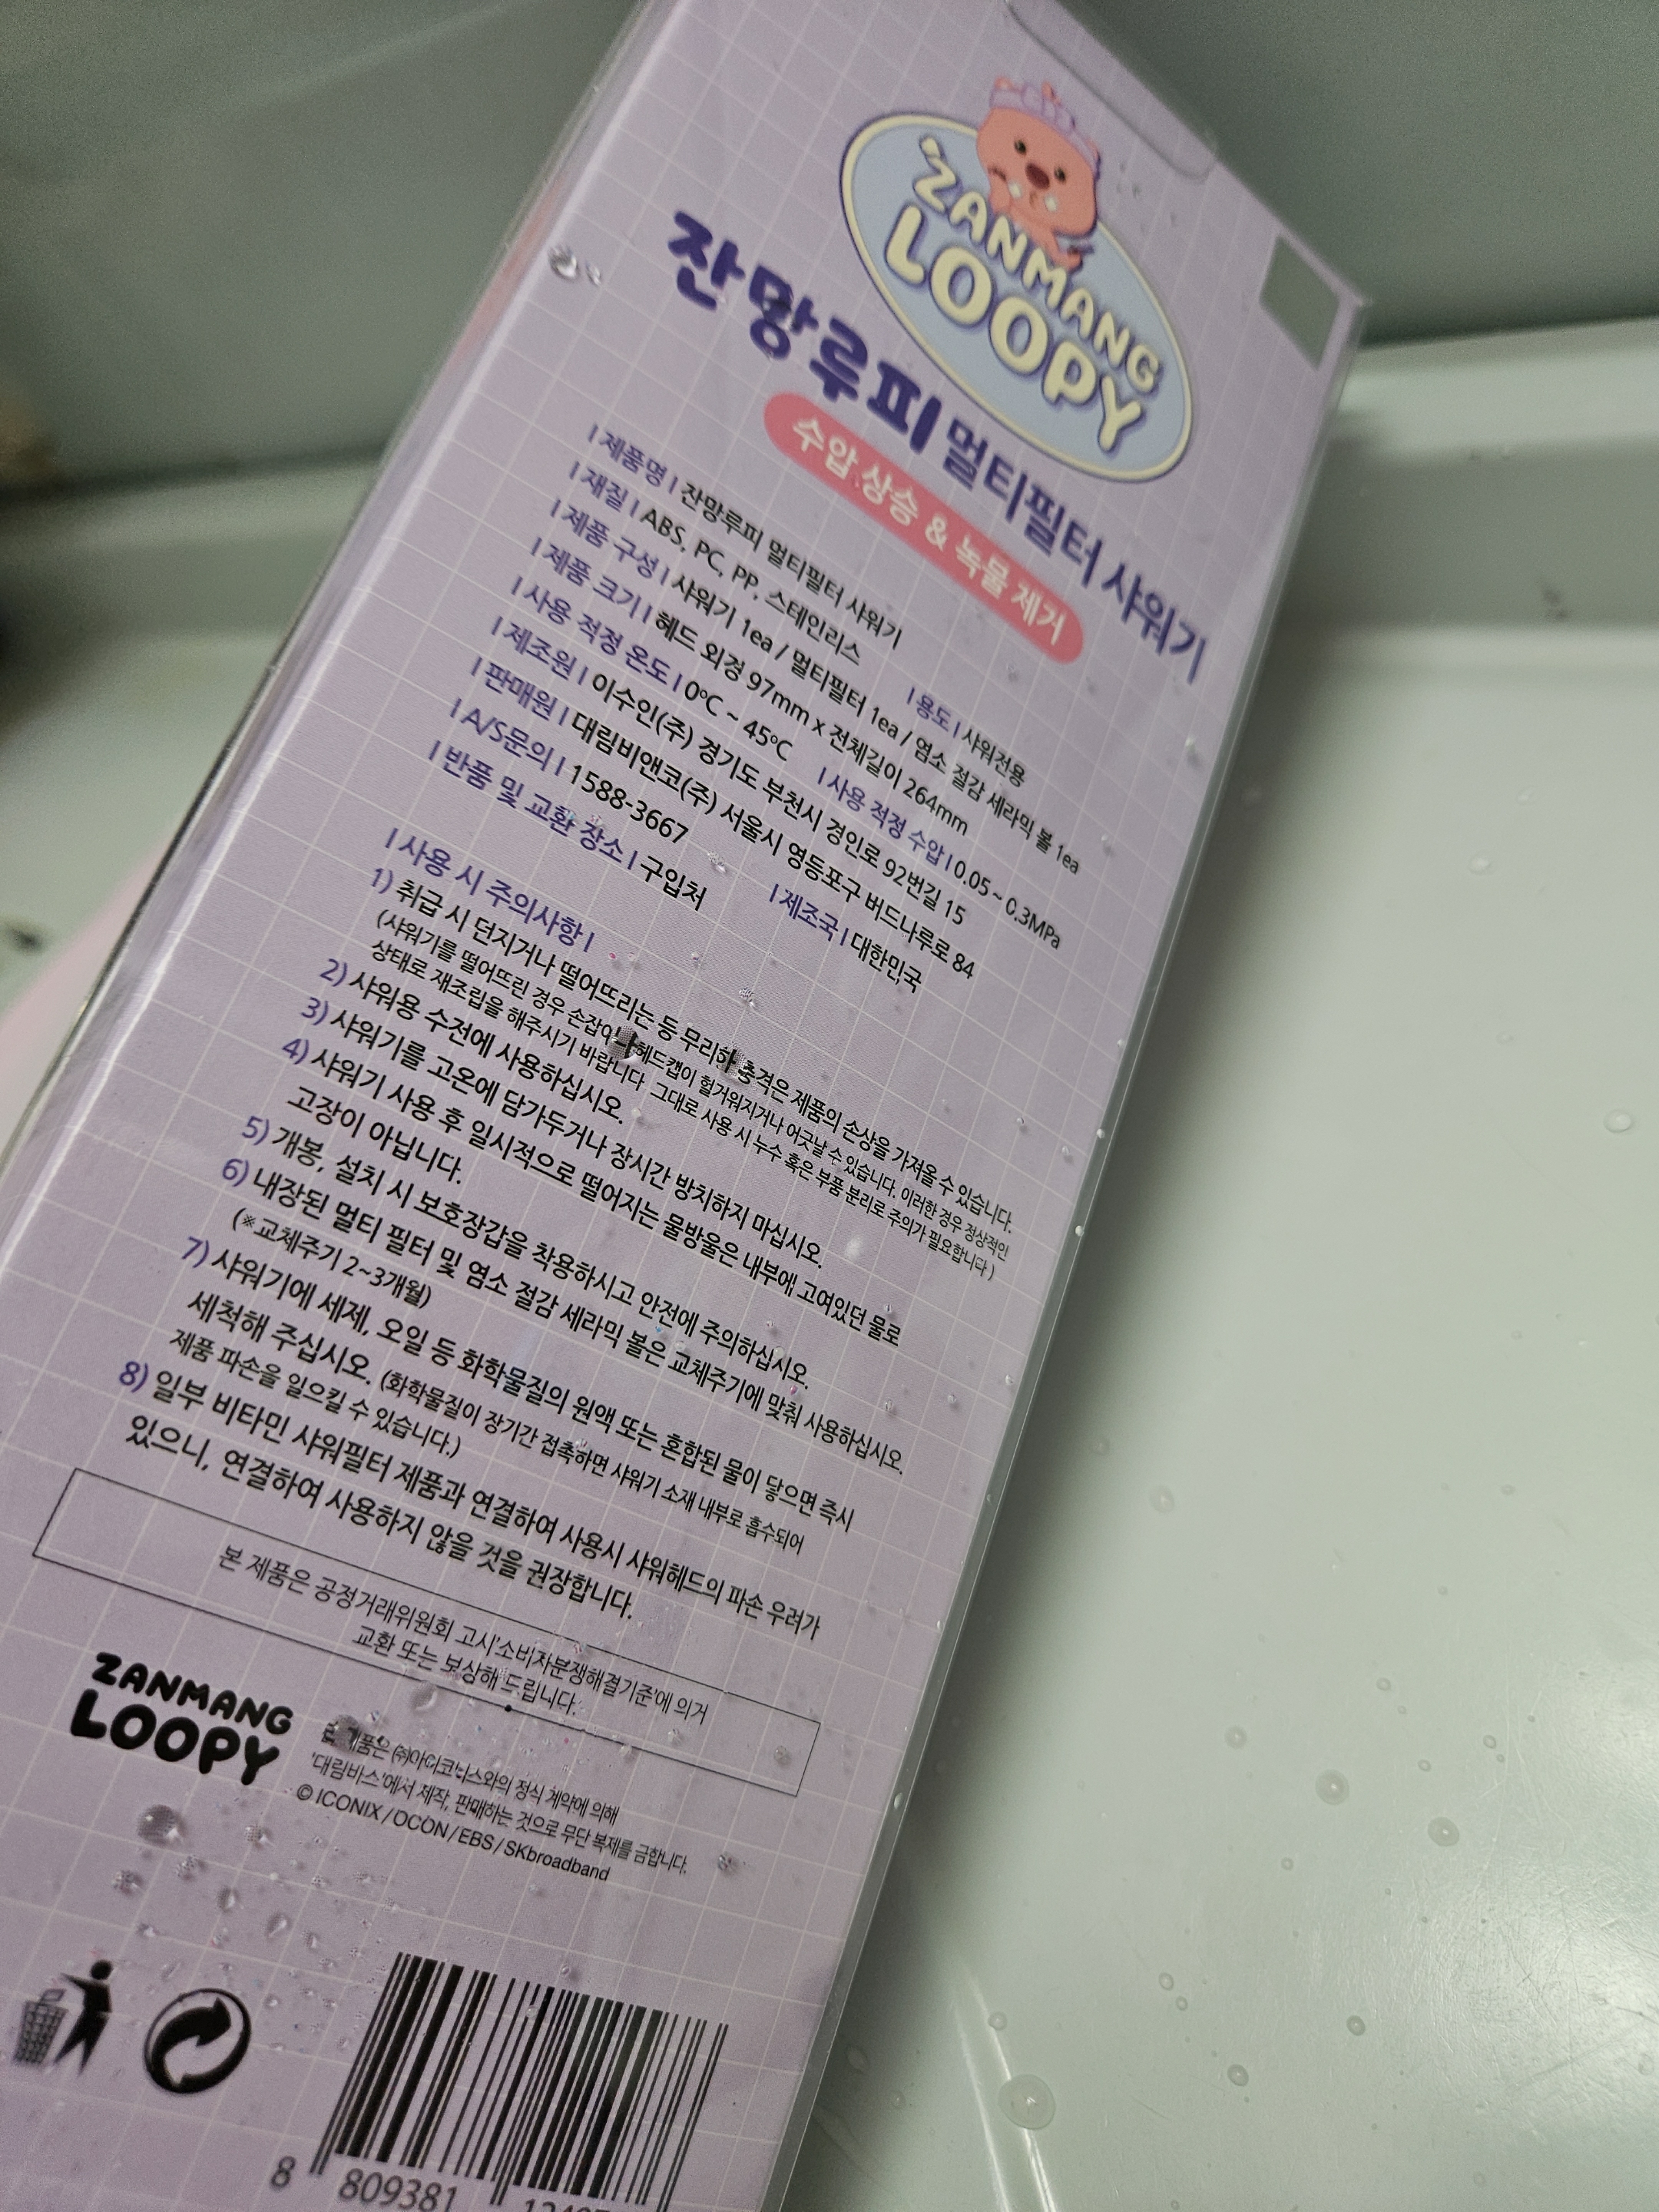 ZANMANG
LOOPY
잔망루피 멀티필터 샤워기
수압 상승 & 녹물 제거
| 제품명 | 잔망루피 멀티필터 샤워기
| 재질 | ABS, PC, PP, 스테인리스 | 용도 | 샤워전용
| 제품 구성 | 샤워기 1ea / 멀티필터 1ea / 염소 절감 세라믹 볼 1ea
| 제품 크기 | 헤드 외경 97mm x 전체길이 264mm
| 사용 적정 온도 | 0℃ ~ 45℃ | 사용 적정 수압 | 0.05 ~ 0.3MPa
| 제조원 | 이수인(주) 경기도 부천시 경인로 92번길 15
| 판매원 | 대림비앤코(주) 서울시 영등포구 버드나루로 84
| A/S문의 | 1588-3667 | 제조국 | 대한민국
| 반품 및 교환 장소 | 구입처
| 사용 시 주의사항 |
1) 취급 시 던지거나 떨어뜨리는 등 무리한 충격은 제품의 손상을 가져올 수 있습니다.
(샤워기를 떨어뜨린 경우 손잡이나 헤드캡이 헐거워지거나 어긋날 수 있습니다. 이러한 경우 정상적인
상태로 재조립을 해주시기 바랍니다. 그대로 사용 시 누수 혹은 부품 분리로 주의가 필요합니다.)
2) 샤워용 수전에 사용하십시오.
3) 샤워기를 고온에 담가두거나 장시간 방치하지 마십시오.
4) 샤워기 사용 후 일시적으로 떨어지는 물방울은 내부에 고여있던 물로
고장이 아닙니다.
5) 개봉, 설치 시 보호장갑을 착용하시고 안전에 주의하십시오.
6) 내장된 멀티 필터 및 염소 절감 세라믹 볼은 교체주기에 맞춰 사용하십시오.
(※교체주기 2~3개월)
7) 샤워기에 세제, 오일 등 화학물질의 원액 또는 혼합된 물이 닿으면 즉시
세척해 주십시오. (화학물질이 장기간 접촉하면 샤워기 소재 내부로 흡수되어
제품 파손을 일으킬 수 있습니다.)
8) 일부 비타민 샤워필터 제품과 연결하여 사용시 샤워헤드의 파손 우려가
있으니, 연결하여 사용하지 않을 것을 권장합니다.
본 제품은 공정거래위원회 고시'소비자분쟁해결기준'에 의거
교환 또는 보상해 드립니다.
ZANMANG
LOOPY
제품은 ㈜아이코닉스와의 정식 계약에 의해
'대림바스'에서 제작, 판매하는 것으로 무단 복제를 금합니다.
© ICONIX / OCON / EBS / SKbroadband
8 809381